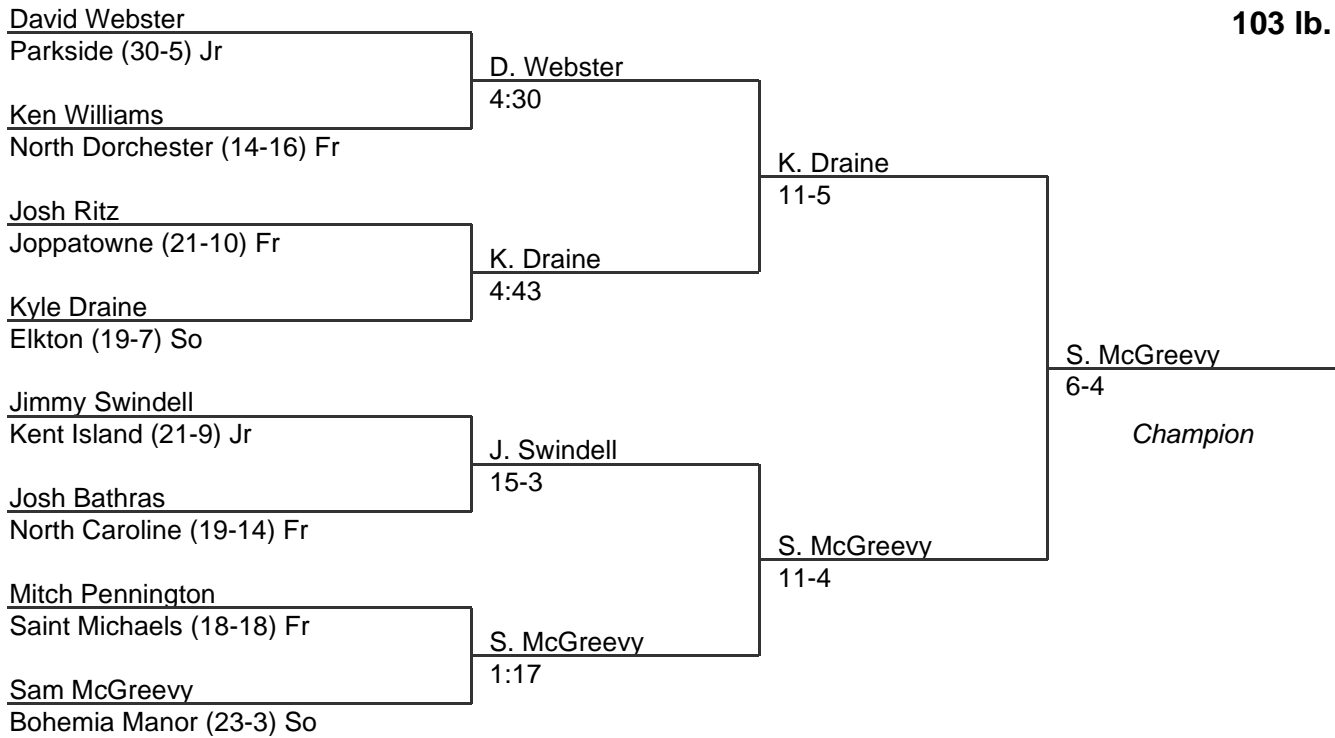 David Webster
103 lb.
Parkside (30-5) Jr
D. Webster
4:30
Ken Williams
North Dorchester (14-16) Fr
K. Draine
11-5
Josh Ritz
Joppatowne (21-10) Fr
K. Draine
4:43
Kyle Draine
Elkton (19-7) So
S. McGreevy
6-4
Champion
Jimmy Swindell
Kent Island (21-9) Jr
J. Swindell
15-3
Josh Bathras
North Caroline (19-14) Fr
S. McGreevy
11-4
Mitch Pennington
Saint Michaels (18-18) Fr
S. McGreevy
1:17
Sam McGreevy
Bohemia Manor (23-3) So